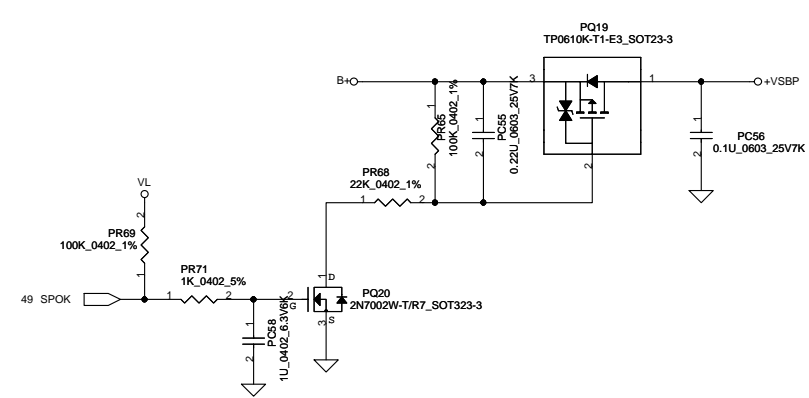 PQ19
TP0610K-T1-E3_SOT23-3
B+
3
1
+VSBP
1
PR65
100K_0402_1%
2
1
PC55
0.22U_0603_25V7K
2
2
1
PC56
0.1U_0603_25V7K
2
PR68
22K_0402_1%
1
2
VL
2
PR69
100K_0402_1%
1
PR71
1K_0402_5%
49 SPOK
1
2
1
PC58
1U_0402_6.3V6K
2
2
G
1
D
PQ20
2N7002W-T/R7_SOT323-3
3
S